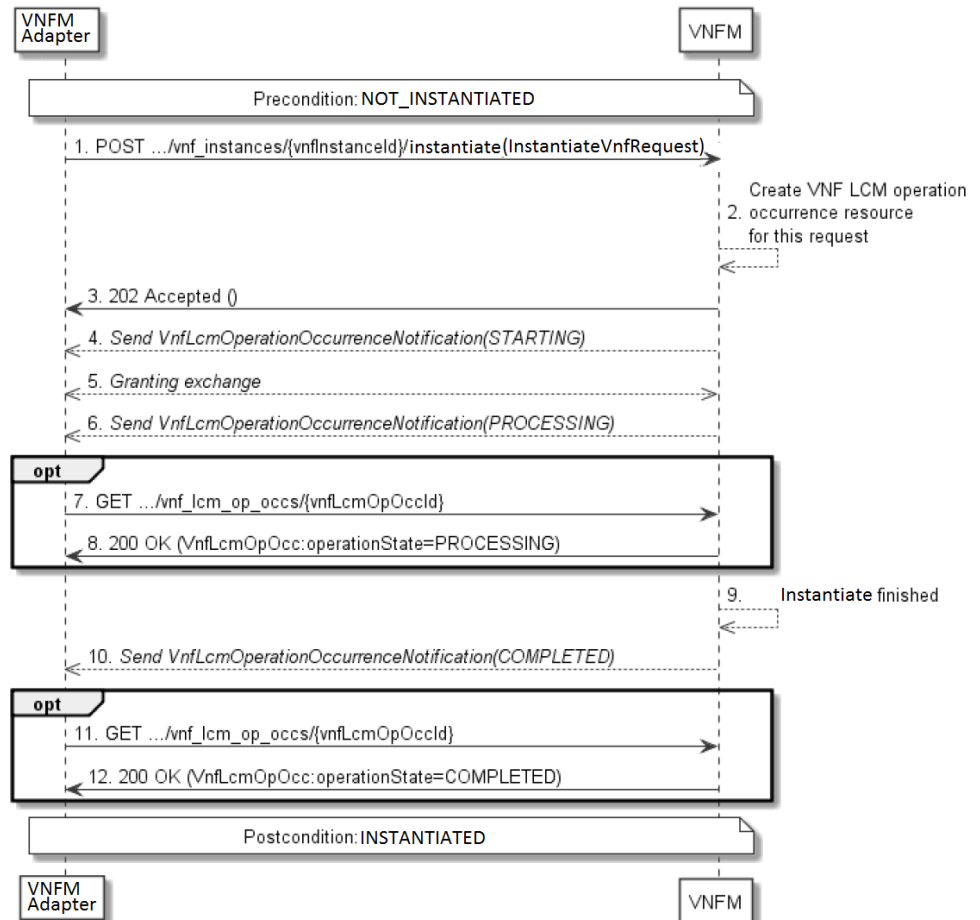 VNFM
Adapter
VNFM
Precondition: NOT_INSTANTIATED
1. POST .../vnf_instances/{vnfInstanceId}/instantiate(InstantiateVnfRequest)
Create VNF LCM operation
2. occurrence resource
for this request
3. 202 Accepted ()
4. Send VnfLcmOperationOccurrenceNotification(STARTING)
5. Granting exchange
6. Send VnfLcmOperationOccurrenceNotification(PROCESSING)
opt
7. GET .../vnf_lcm_op_occs/{vnfLcmOpOccId}
8. 200 OK (VnfLcmOpOcc:operationState=PROCESSING)
9. Instantiate finished
10. Send VnfLcmOperationOccurrenceNotification(COMPLETED)
opt
11. GET .../vnf_lcm_op_occs/{vnfLcmOpOccId}
12. 200 OK (VnfLcmOpOcc:operationState=COMPLETED)
Postcondition: INSTANTIATED
VNFM
Adapter
VNFM